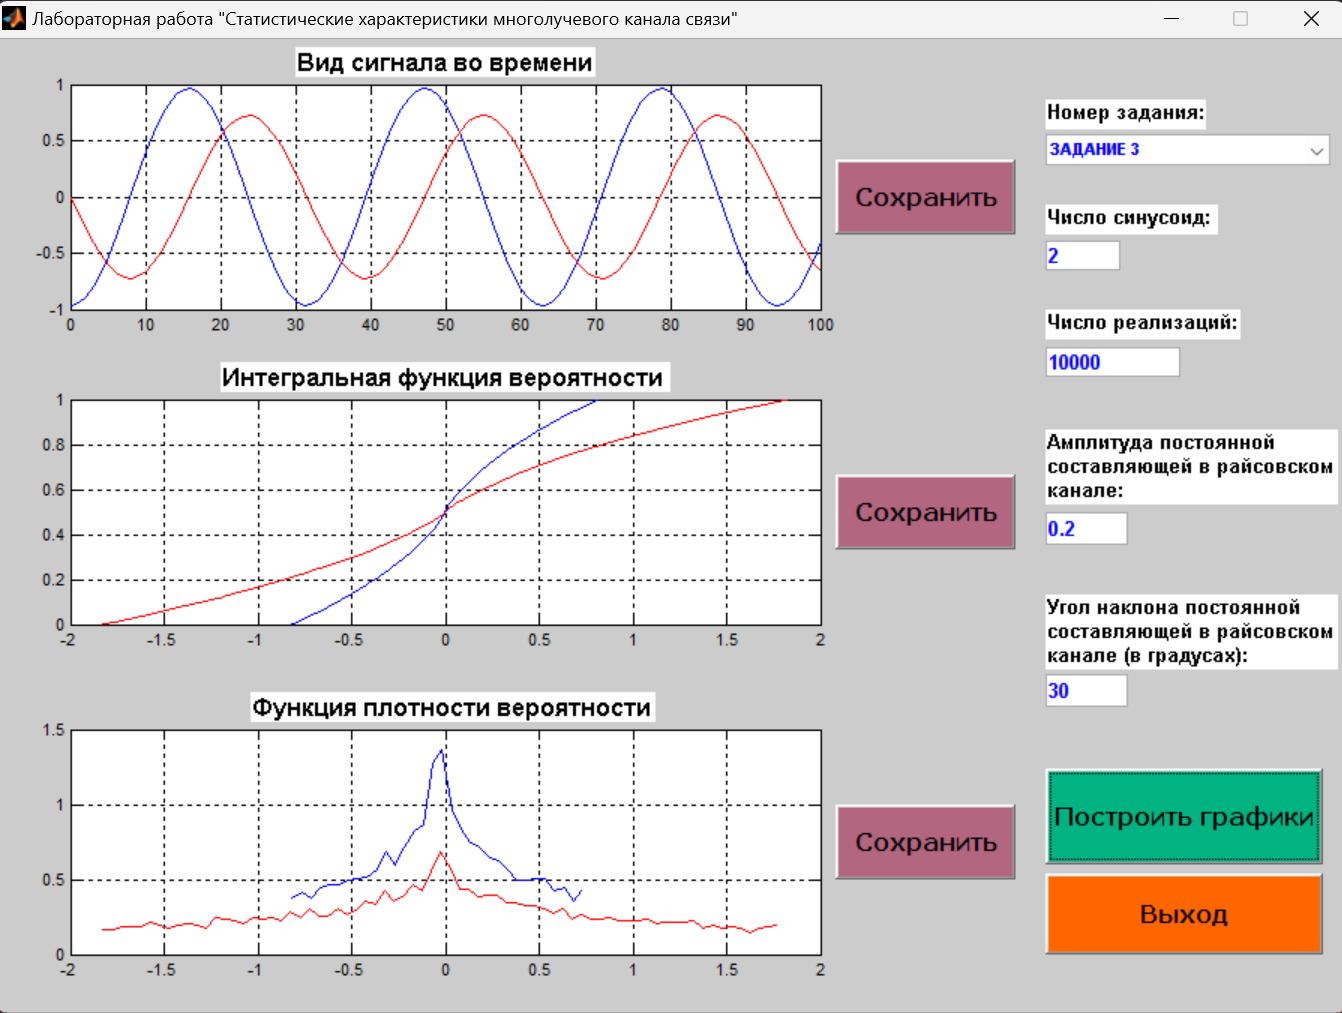 Лабораторная работа "Статистические характеристики многолучевого канала связи"
Вид сигнала во времени
1
0.5
0
-0.5
-1
0 10 20 30 40 50 60 70 80 90 100
Сохранить
Интегральная функция вероятности
1
0.8
0.6
0.4
0.2
0
-2 -1.5 -1 -0.5 0 0.5 1 1.5 2
Сохранить
Функция плотности вероятности
1.5
1
0.5
0
-2 -1.5 -1 -0.5 0 0.5 1 1.5 2
Сохранить
Номер задания:
ЗАДАНИЕ 3
Число синусоид:
2
Число реализаций:
10000
Амплитуда постоянной
составляющей в райсовском
канале:
0.2
Угол наклона постоянной
составляющей в райсовском
канале (в градусах):
30
Построить графики
Выход